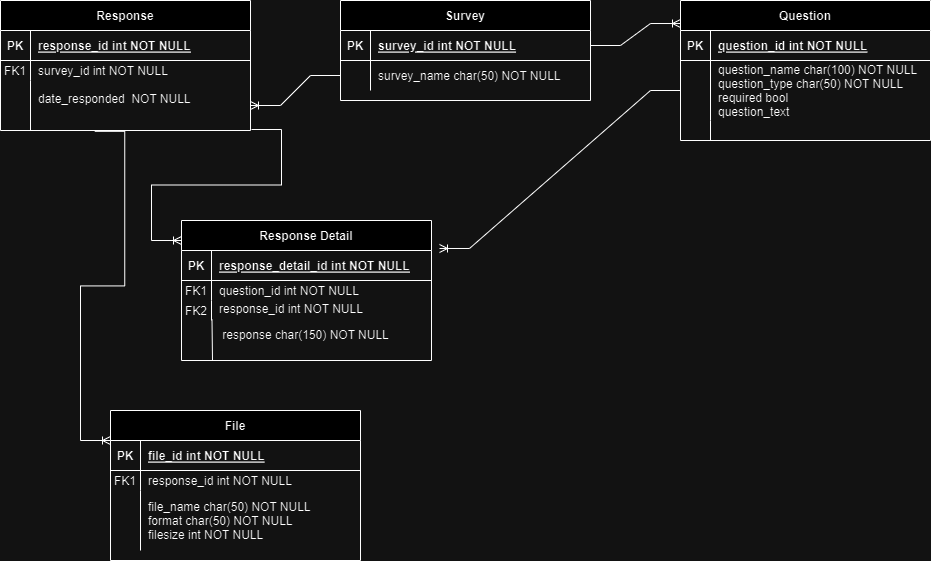 Response
PK response_id int NOT NULL
FK1 survey_id int NOT NULL
date_responded  NOT NULL
Survey
PK survey_id int NOT NULL
survey_name char(50) NOT NULL
Question
PK question_id int NOT NULL
question_name char(100) NOT NULL
question_type char(50) NOT NULL
required bool
question_text
Response Detail
PK response_detail_id int NOT NULL
FK1 question_id int NOT NULL
FK2 response_id int NOT NULL
response char(150) NOT NULL
File
PK file_id int NOT NULL
FK1 response_id int NOT NULL
file_name char(50) NOT NULL
format char(50) NOT NULL
filesize int NOT NULL